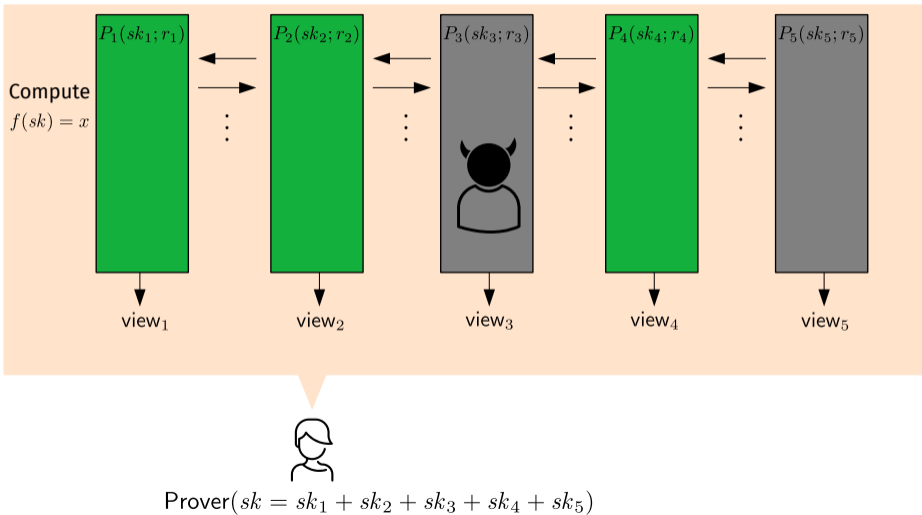 P₁(sk₁; r₁) P₂(sk₂; r₂) P₃(sk₃; r₃) P₄(sk₄; r₄) P₅(sk₅; r₅)
Compute
f(sk) = x
view₁ view₂ view₃ view₄ view₅
Prover(sk = sk₁ + sk₂ + sk₃ + sk₄ + sk₅)